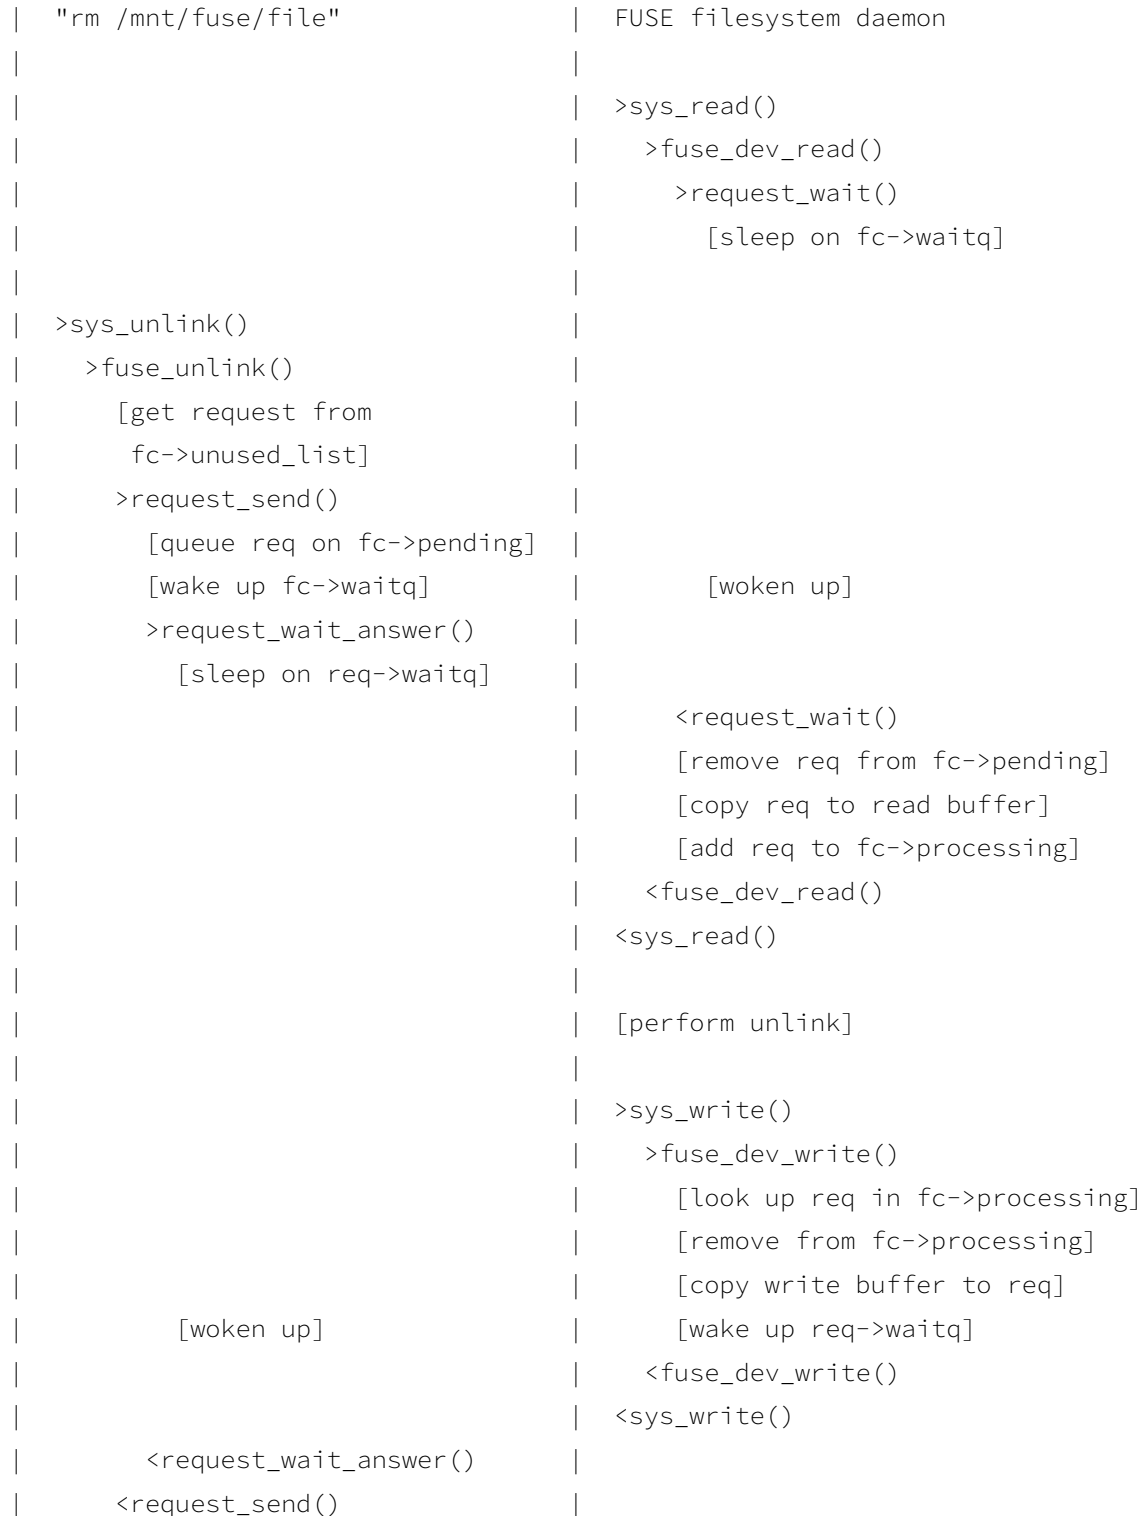 |  "rm /mnt/fuse/file"               |  FUSE filesystem daemon
|                                    |
|                                    |  >sys_read()
|                                    |    >fuse_dev_read()
|                                    |      >request_wait()
|                                    |        [sleep on fc->waitq]
|                                    |
|  >sys_unlink()                     |
|    >fuse_unlink()                  |
|      [get request from             |
|       fc->unused_list]             |
|      >request_send()               |
|        [queue req on fc->pending]  |
|        [wake up fc->waitq]         |        [woken up]
|        >request_wait_answer()      |
|          [sleep on req->waitq]     |
|                                    |      <request_wait()
|                                    |      [remove req from fc->pending]
|                                    |      [copy req to read buffer]
|                                    |      [add req to fc->processing]
|                                    |    <fuse_dev_read()
|                                    |  <sys_read()
|                                    |
|                                    |  [perform unlink]
|                                    |
|                                    |  >sys_write()
|                                    |    >fuse_dev_write()
|                                    |      [look up req in fc->processing]
|                                    |      [remove from fc->processing]
|                                    |      [copy write buffer to req]
|          [woken up]                |      [wake up req->waitq]
|                                    |    <fuse_dev_write()
|                                    |  <sys_write()
|        <request_wait_answer()      |
|      <request_send()               |